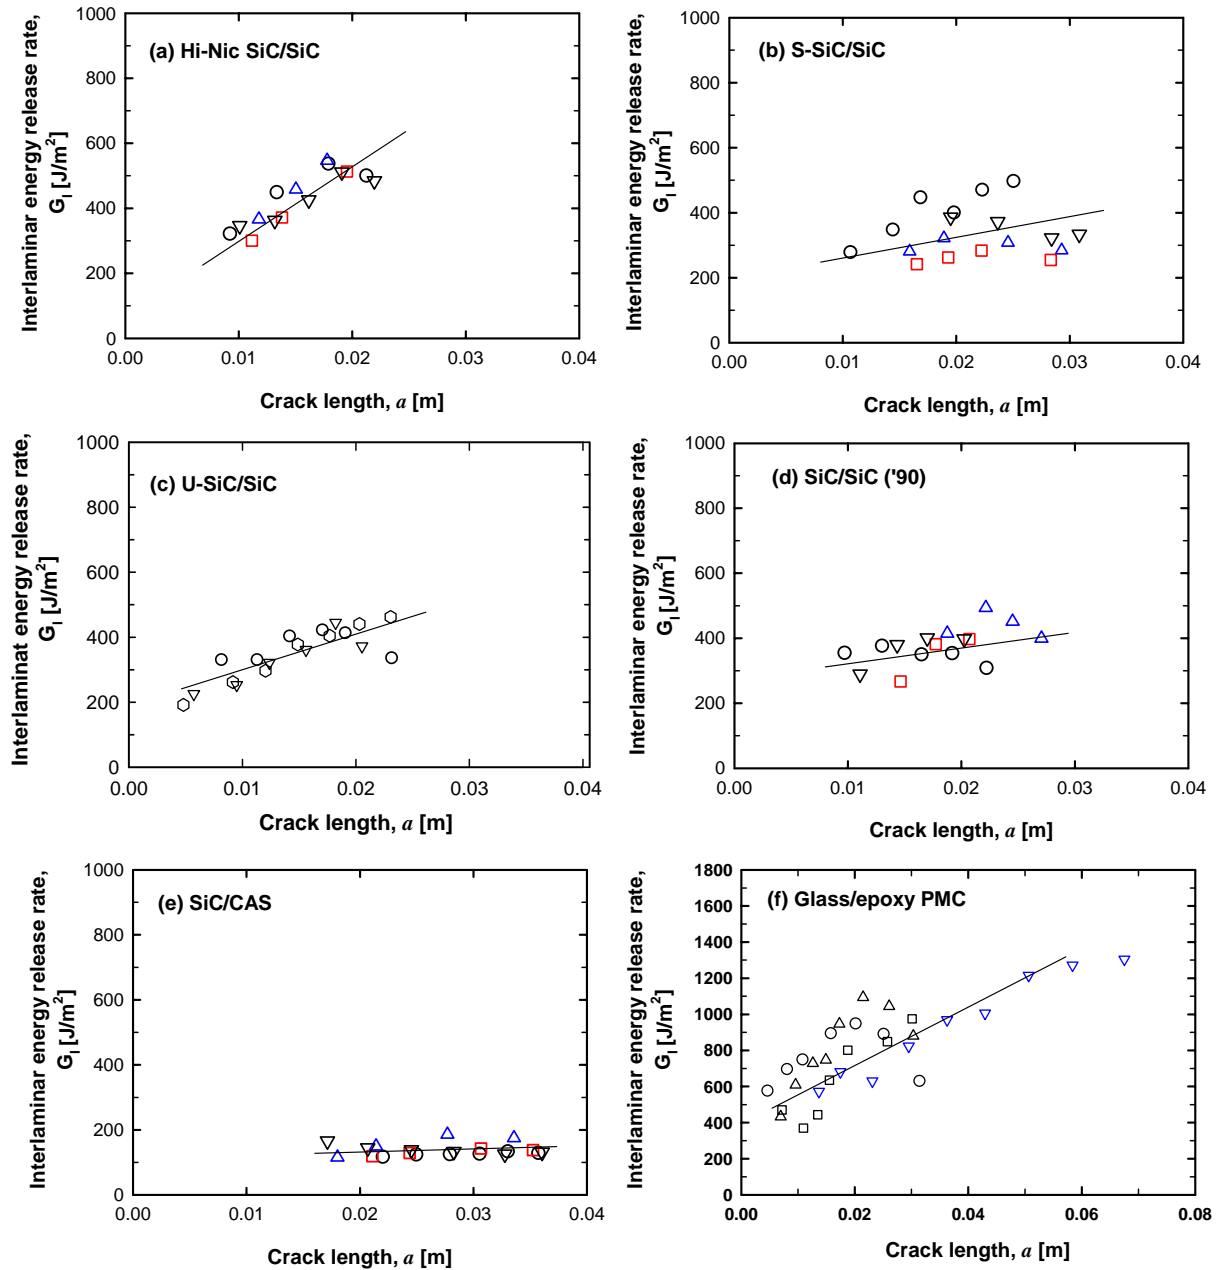 Interlaminar energy release rate,
G_I [J/m²]
1000
800
600
400
200
0
(a) Hi-Nic SiC/SiC
0.00 0.01 0.02 0.03 0.04
Crack length, a [m]
Interlaminar energy release rate,
G_I [J/m²]
1000
800
600
400
200
0
(b) S-SiC/SiC
0.00 0.01 0.02 0.03 0.04
Crack length, a [m]
Interlaminat energy release rate,
G_I [J/m²]
1000
800
600
400
200
0
(c) U-SiC/SiC
0.00 0.01 0.02 0.03 0.04
Crack length, a [m]
Interlaminar energy release rate,
G_I [J/m²]
1000
800
600
400
200
0
(d) SiC/SiC ('90)
0.00 0.01 0.02 0.03 0.04
Crack length, a [m]
Interlaminar energy release rate,
G_I [J/m²]
1000
800
600
400
200
0
(e) SiC/CAS
0.00 0.01 0.02 0.03 0.04
Crack length, a [m]
Interlaminar energy release rate,
G_I [J/m²]
1800
1600
1400
1200
1000
800
600
400
200
0
(f) Glass/epoxy PMC
0.00 0.02 0.04 0.06 0.08
Crack length, a [m]